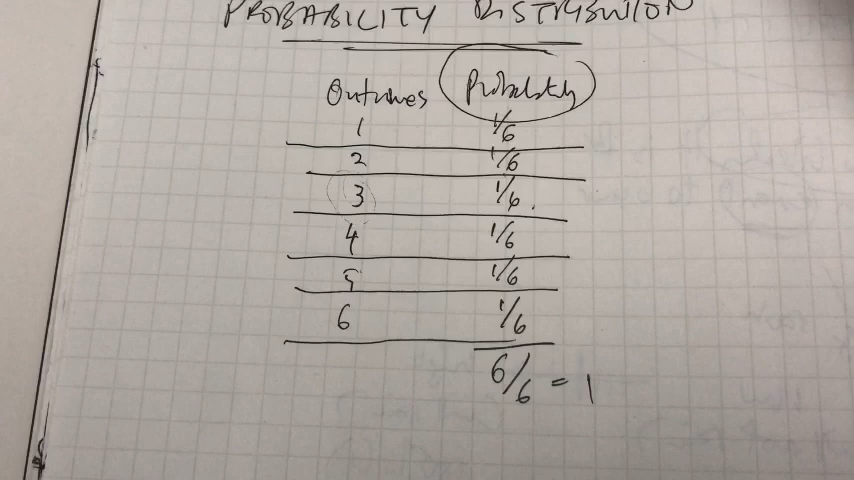 PROBABILITY DISTRIBUTION
Outcomes Probability
1 1/6
2 1/6
3 1/6.
4 1/6
5 1/6
6 1/6
6/6 = 1